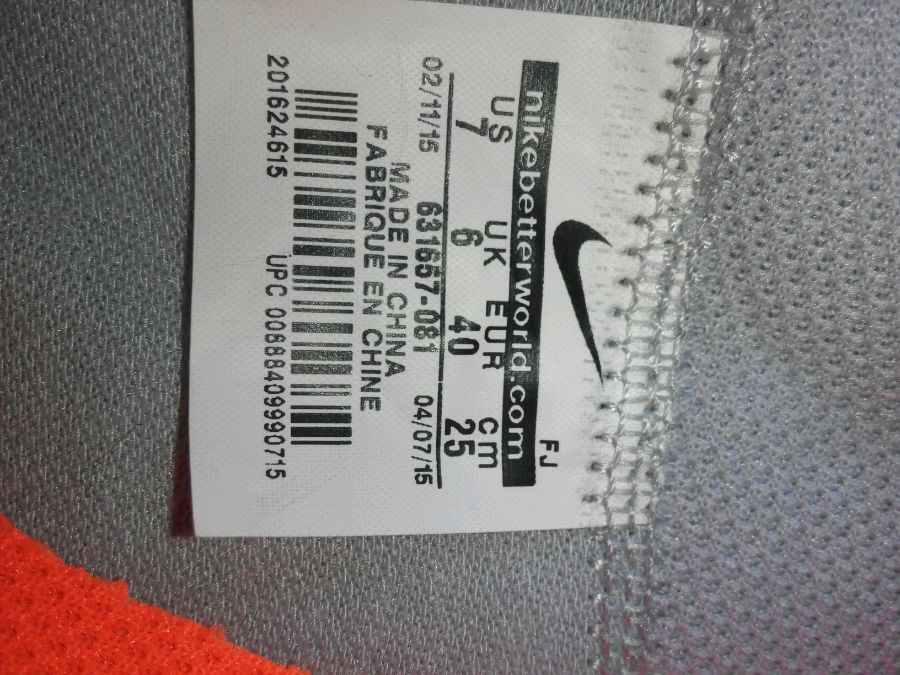 FJ
nikebetterworld.com
US UK EUR cm
7 6 40 25
02/11/15 631657-081 04/07/15
MADE IN CHINA
FABRIQUE EN CHINE
201624615 UPC 00888409990715